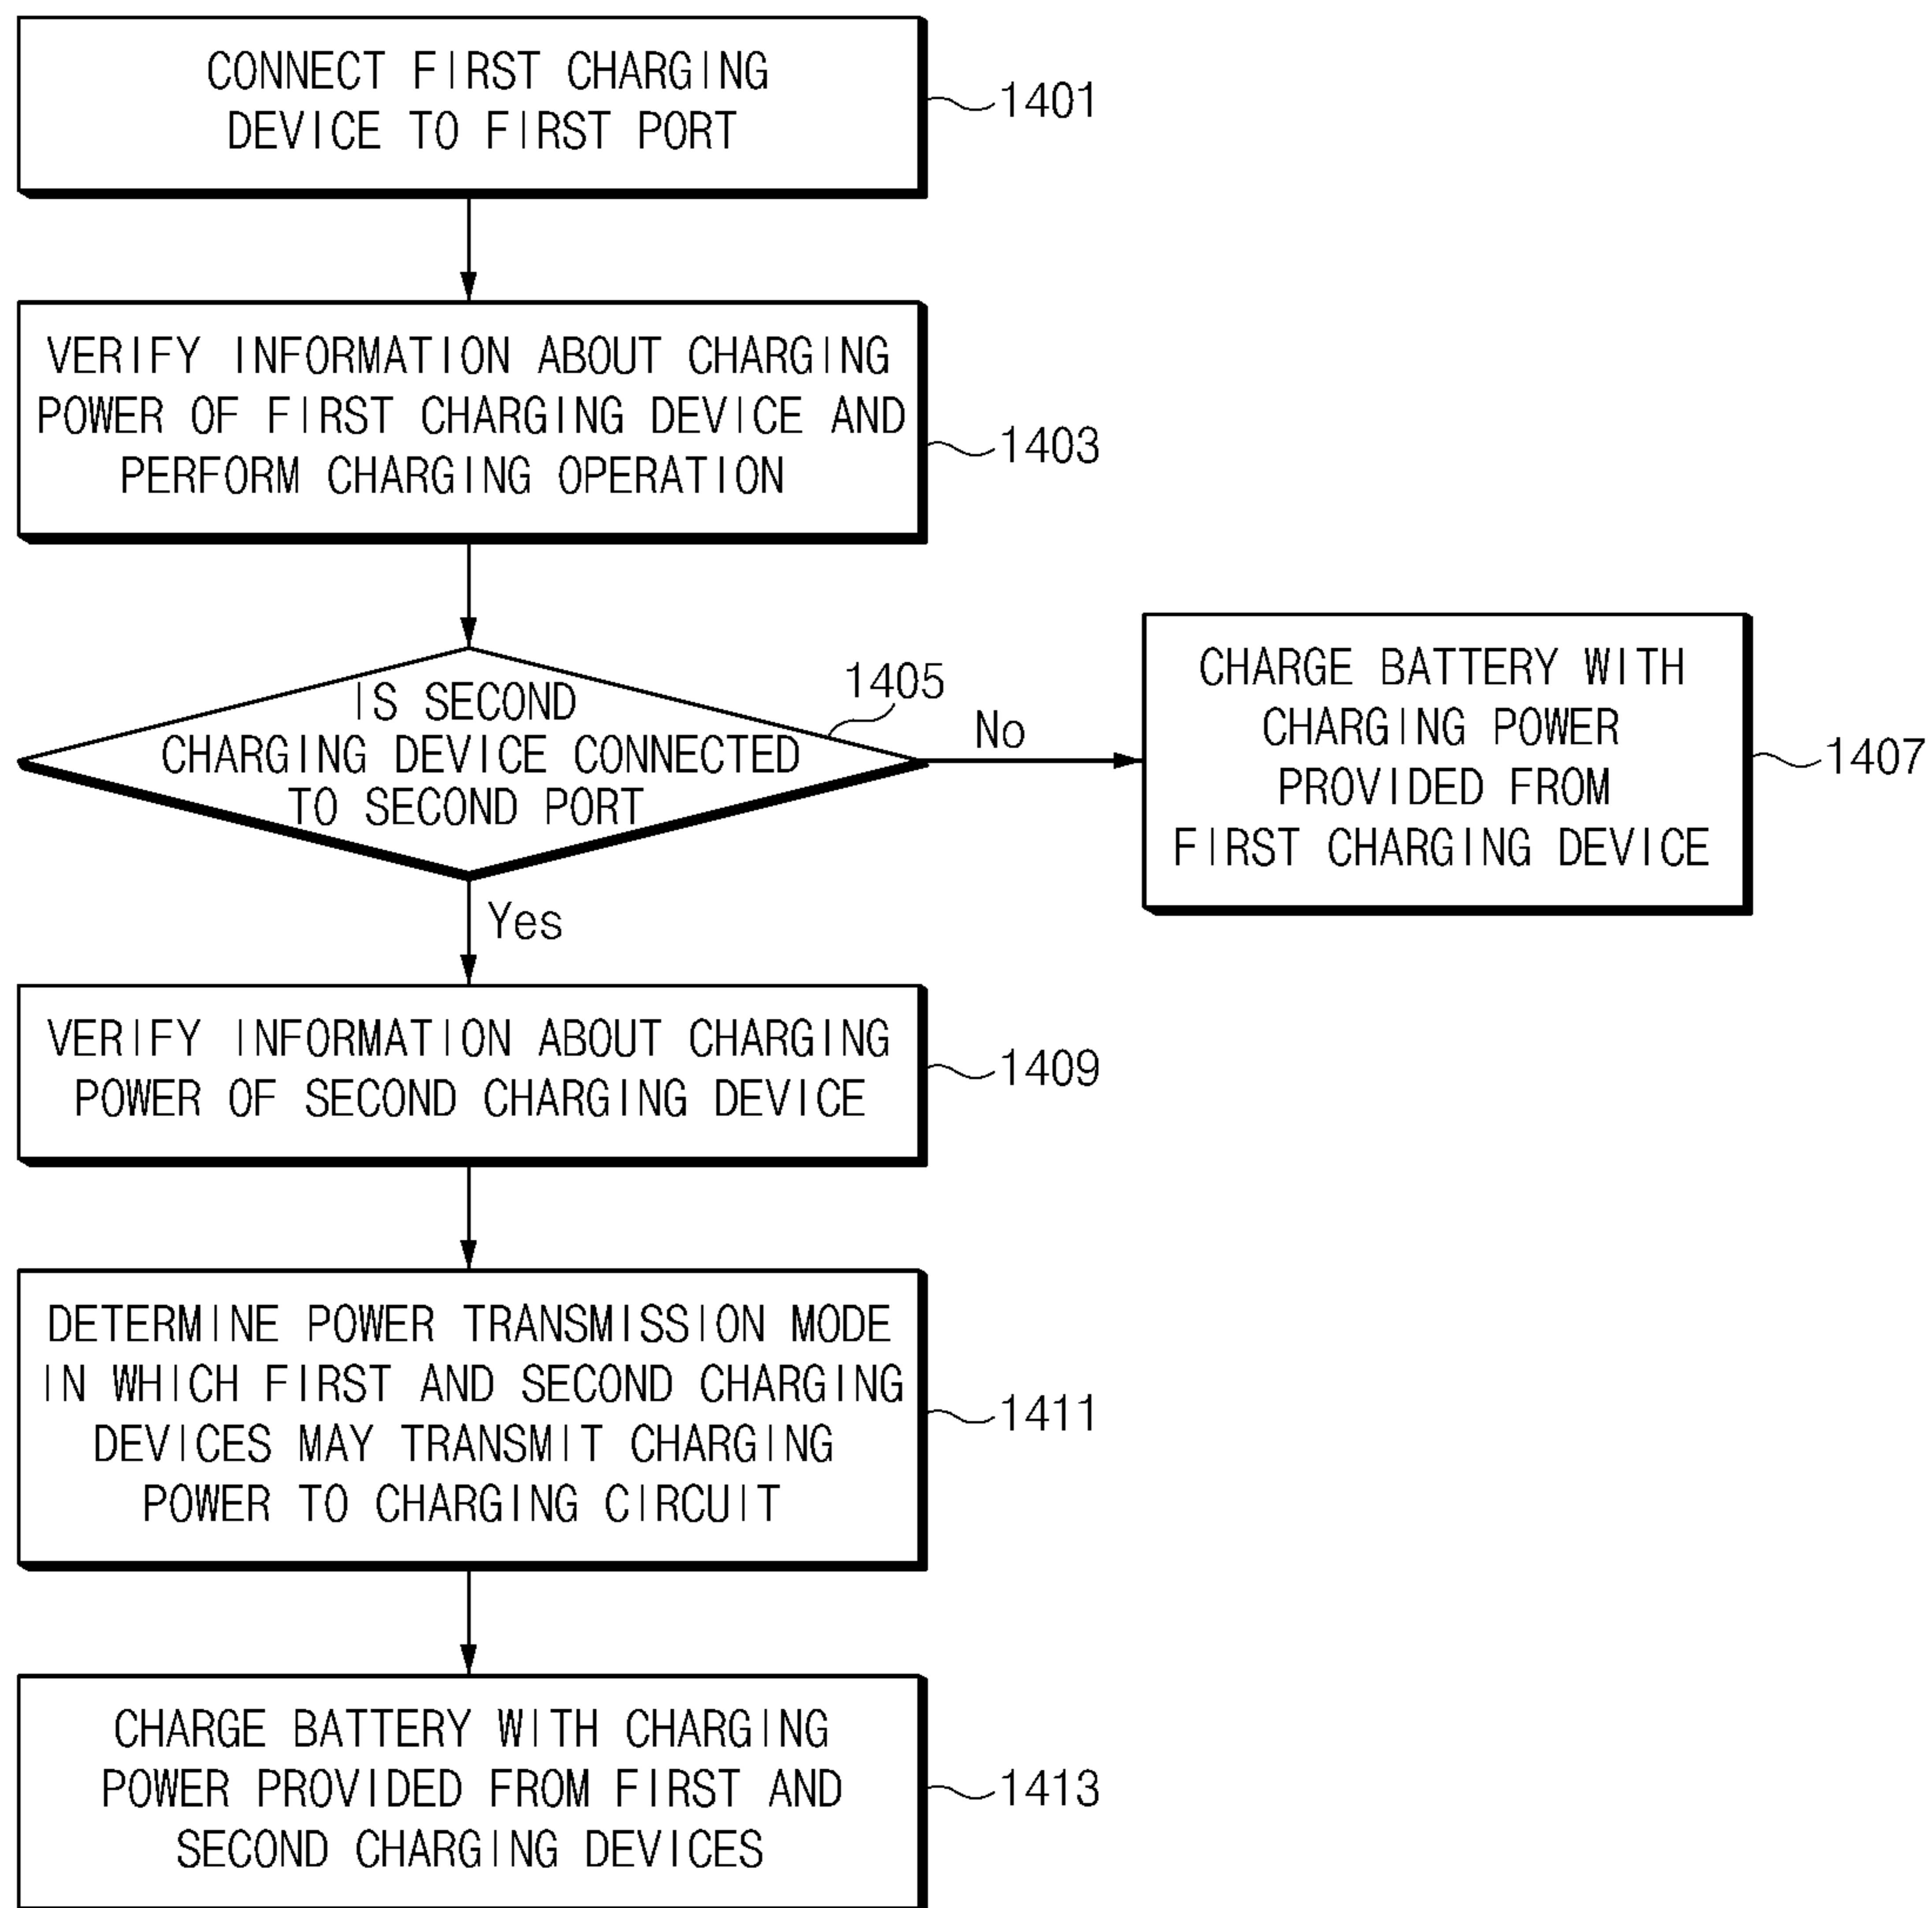 CONNECT FIRST CHARGING
DEVICE TO FIRST PORT
1401
VERIFY INFORMATION ABOUT CHARGING
POWER OF FIRST CHARGING DEVICE AND
PERFORM CHARGING OPERATION
1403
IS SECOND
CHARGING DEVICE CONNECTED
TO SECOND PORT
1405
No
CHARGE BATTERY WITH
CHARGING POWER
PROVIDED FROM
FIRST CHARGING DEVICE
1407
Yes
VERIFY INFORMATION ABOUT CHARGING
POWER OF SECOND CHARGING DEVICE
1409
DETERMINE POWER TRANSMISSION MODE
IN WHICH FIRST AND SECOND CHARGING
DEVICES MAY TRANSMIT CHARGING
POWER TO CHARGING CIRCUIT
1411
CHARGE BATTERY WITH CHARGING
POWER PROVIDED FROM FIRST AND
SECOND CHARGING DEVICES
1413